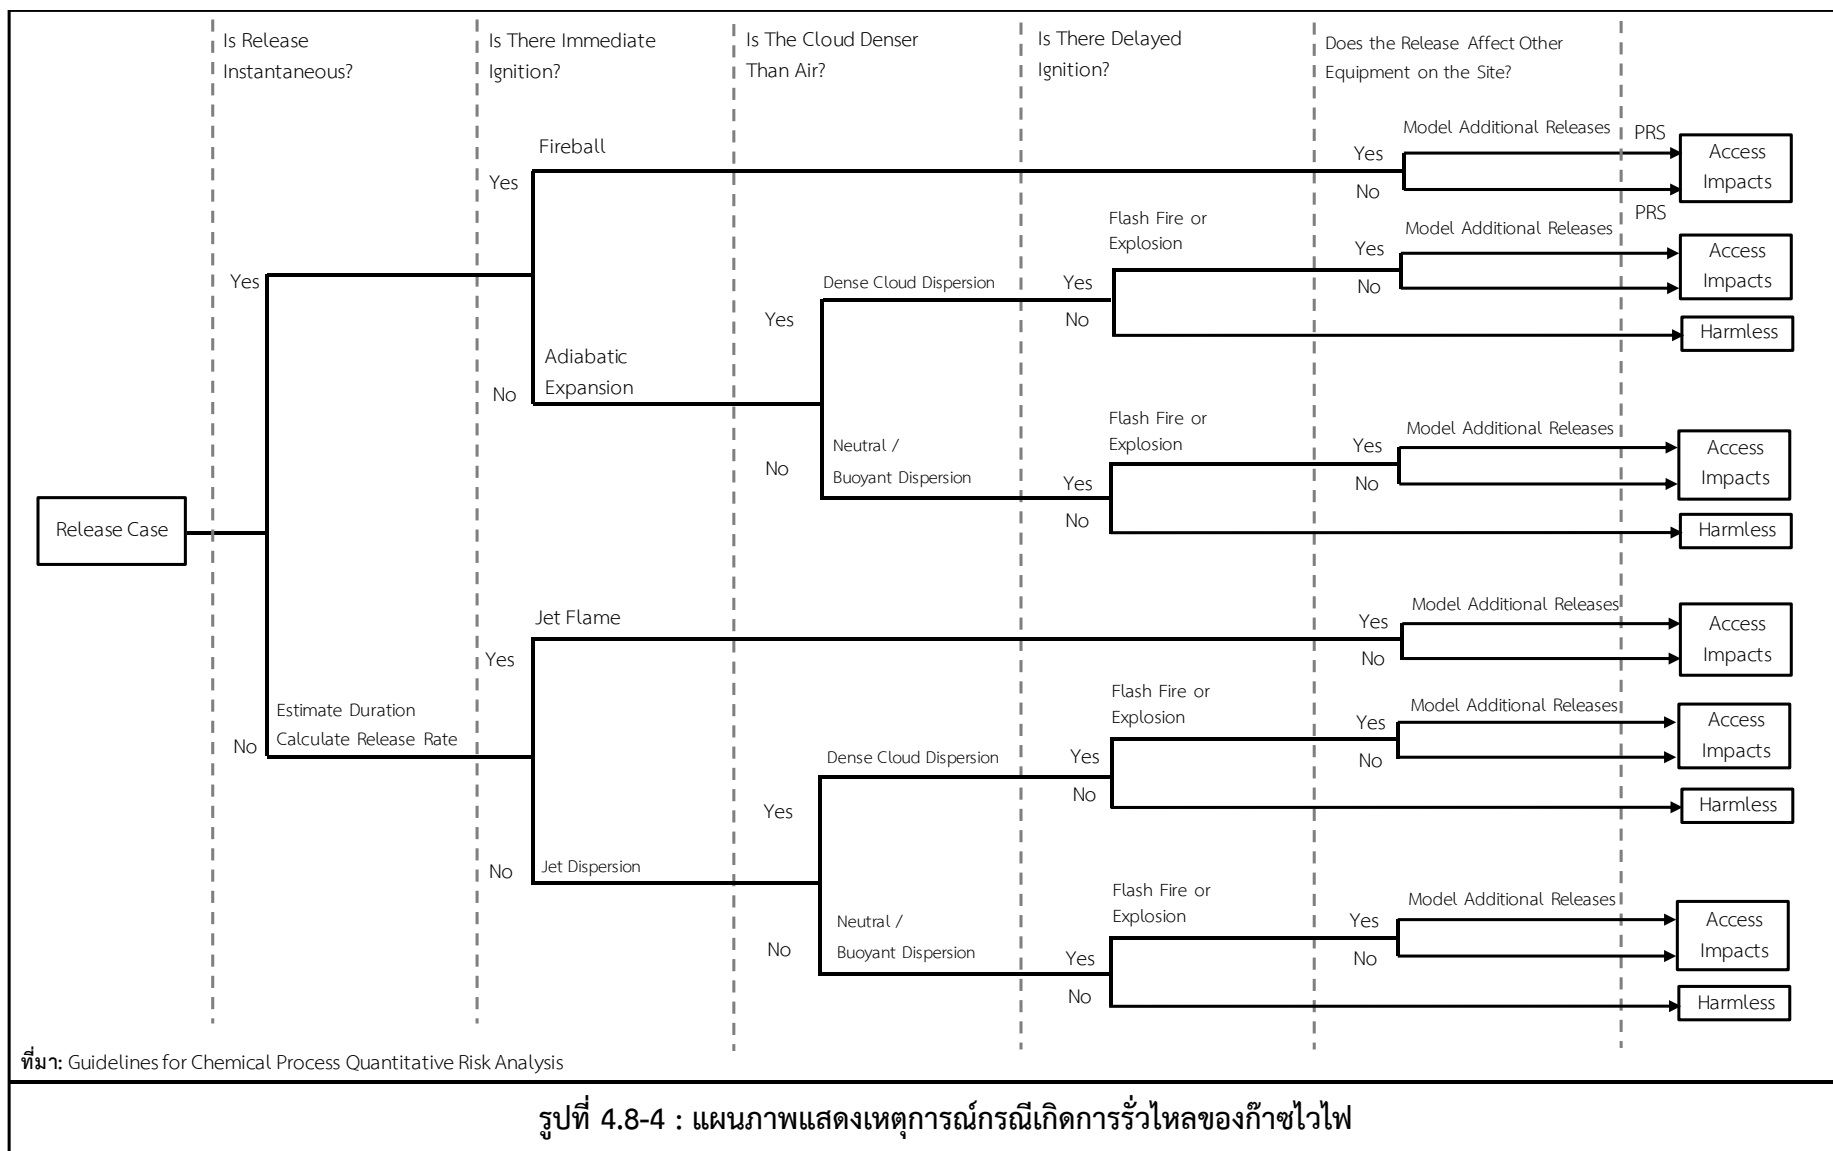 Is Release
Instantaneous?
Is There Immediate
Ignition?
Is The Cloud Denser
Than Air?
Is There Delayed
Ignition?
Does the Release Affect Other
Equipment on the Site?
Model Additional Releases
PRS
Fireball
Yes
Access
Impacts
Yes
No
PRS
Flash Fire or
Explosion
Model Additional Releases
Yes
Access
Impacts
Yes
Dense Cloud Dispersion
Yes
No
Yes
No
Harmless
Adiabatic
Expansion
No
Flash Fire or
Explosion
Model Additional Releases
Neutral /
Buoyant Dispersion
No
Yes
Access
Impacts
Yes
No
No
Harmless
Release Case
Jet Flame
Model Additional Releases
Yes
Access
Impacts
Yes
No
Estimate Duration
Calculate Release Rate
No
Flash Fire or
Explosion
Model Additional Releases
Yes
Access
Impacts
Dense Cloud Dispersion
Yes
No
No
Yes
Harmless
Jet Dispersion
No
Flash Fire or
Explosion
Model Additional Releases
Neutral /
Buoyant Dispersion
No
Yes
Access
Impacts
Yes
No
No
Harmless
ที่มา: Guidelines for Chemical Process Quantitative Risk Analysis
รูปที่ 4.8-4 : แผนภาพแสดงเหตุการณ์กรณีเกิดการรั่วไหลของก๊าซไวไฟ